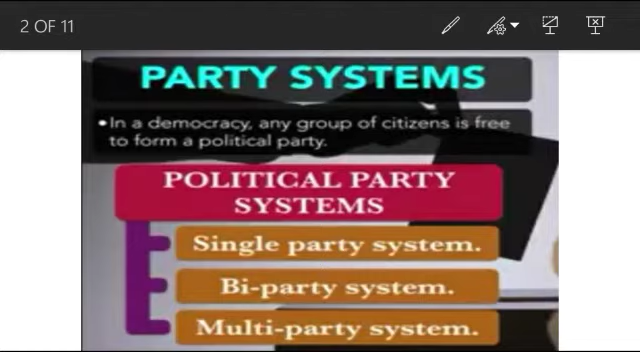 2 OF 11
PARTY SYSTEMS
•In a democracy, any group of citizens is free
to form a political party.
POLITICAL PARTY
SYSTEMS
Single party system.
Bi-party system.
Multi-party system.